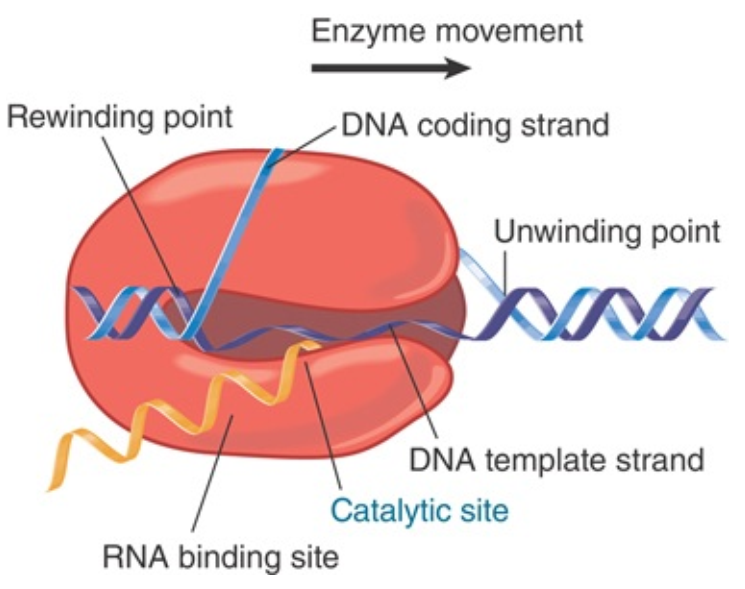 Enzyme movement
Rewinding point
DNA coding strand
Unwinding point
DNA template strand
Catalytic site
RNA binding site